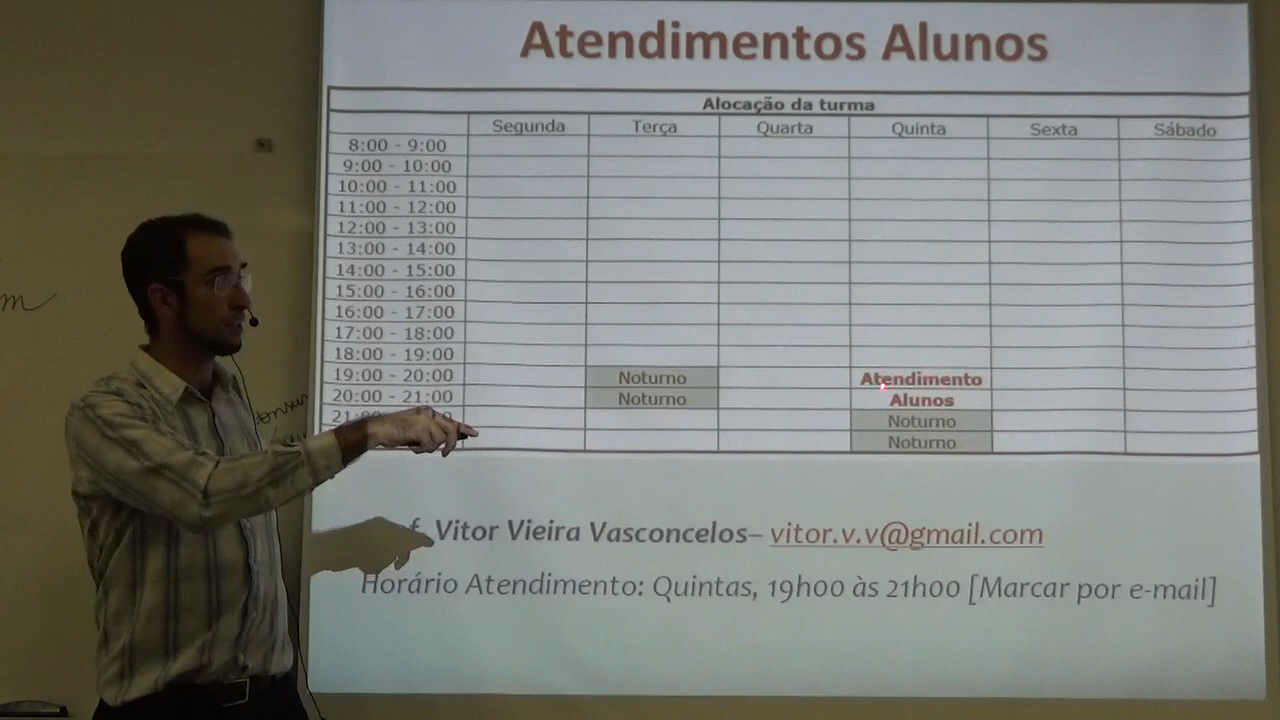 Atendimentos Alunos
Alocação da turma
Segunda Terça Quarta Quinta Sexta Sábado
8:00 - 9:00
9:00 - 10:00
10:00 - 11:00
11:00 - 12:00
12:00 - 13:00
13:00 - 14:00
14:00 - 15:00
15:00 - 16:00
16:00 - 17:00
17:00 - 18:00
18:00 - 19:00
19:00 - 20:00 Noturno Atendimento
20:00 - 21:00 Noturno Alunos
Noturno
Noturno
Vitor Vieira Vasconcelos– vitor.v.v@gmail.com
Horário Atendimento: Quintas, 19h00 às 21h00 [Marcar por e-mail]